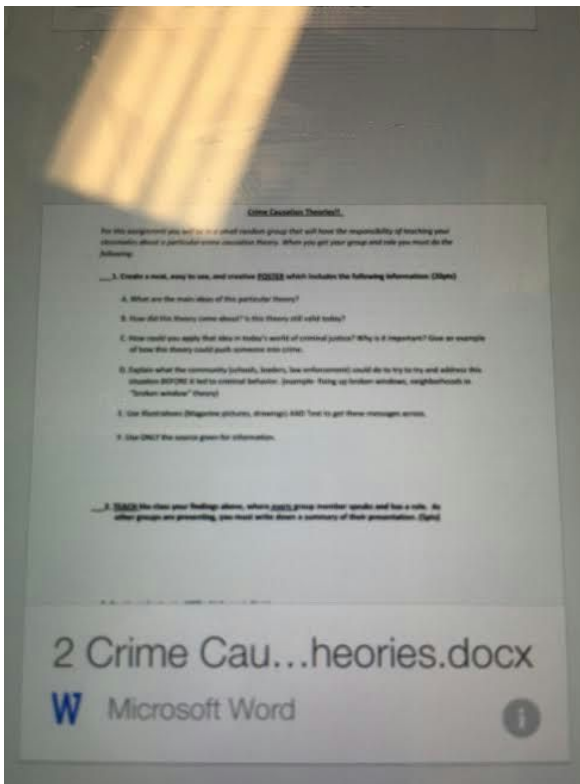 Crime Causation Theories!!
For this assignment you will be in a small random group that will have the responsibility of teaching your
classmates about a particular crime causation theory. When you get your group and role you must do the
following:
___1. Create a neat, easy to see, and creative POSTER which includes the following information: (30pts)
A. What are the main ideas of this particular theory?
B. How did this theory come about? Is this theory still valid today?
C. How could you apply that idea in today's world of criminal justice? Why is it important? Give an example
of how this theory could push someone into crime.
D. Explain what the community (schools, leaders, law enforcement) could do to try to try and address this
situation BEFORE it led to criminal behavior. (example: fixing up broken windows, neighborhoods in
"broken window" theory)
E. Use illustrations (Magazine pictures, drawings) AND Text to get these messages across.
F. Use ONLY the source given for information.
___2. TEACH the class your findings above, where every group member speaks and has a role. As
other groups are presenting, you must write down a summary of their presentation. (5pts)
2 Crime Cau...heories.docx
W Microsoft Word
i